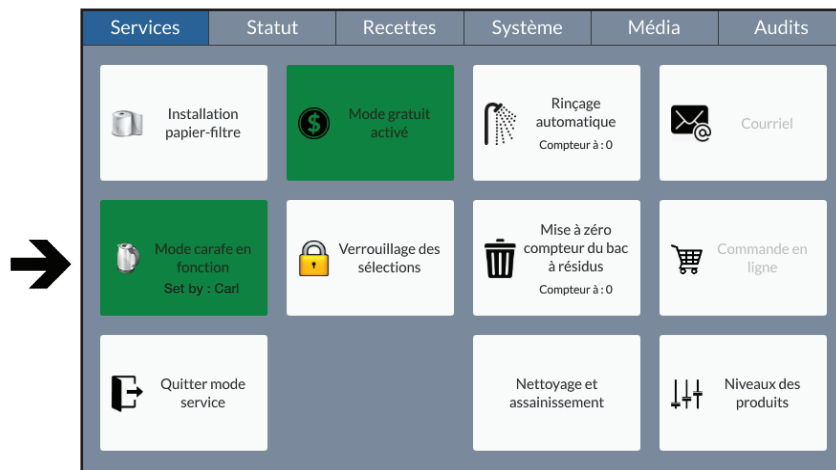 Services
Statut
Recettes
Système
Média
Audits
Installation
papier-filtre
$
Mode gratuit
activé
Rinçage
automatique
Compteur à : 0
@
Courriel
Mode carafe en
fonction
Set by : Carl
Verrouillage des
sélections
Mise à zéro
compteur du bac
à résidus
Compteur à : 0
Commande en
ligne
Quitter mode
service
Nettoyage et
assainissement
Niveaux des
produits